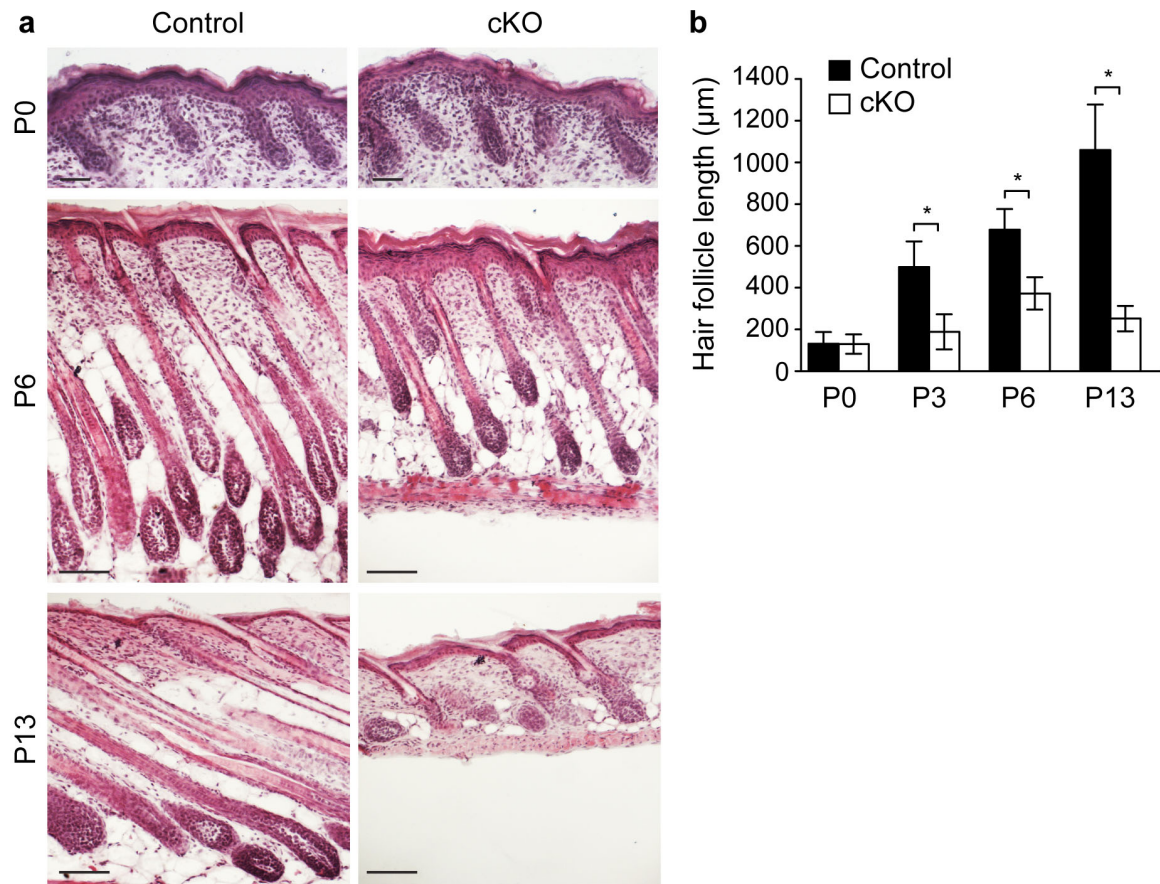 a
Control
cKO
P0
P6
P13
b
Hair follicle length (µm)
1400
1200
1000
800
600
400
200
0
Control
cKO
*
*
*
P0
P3
P6
P13